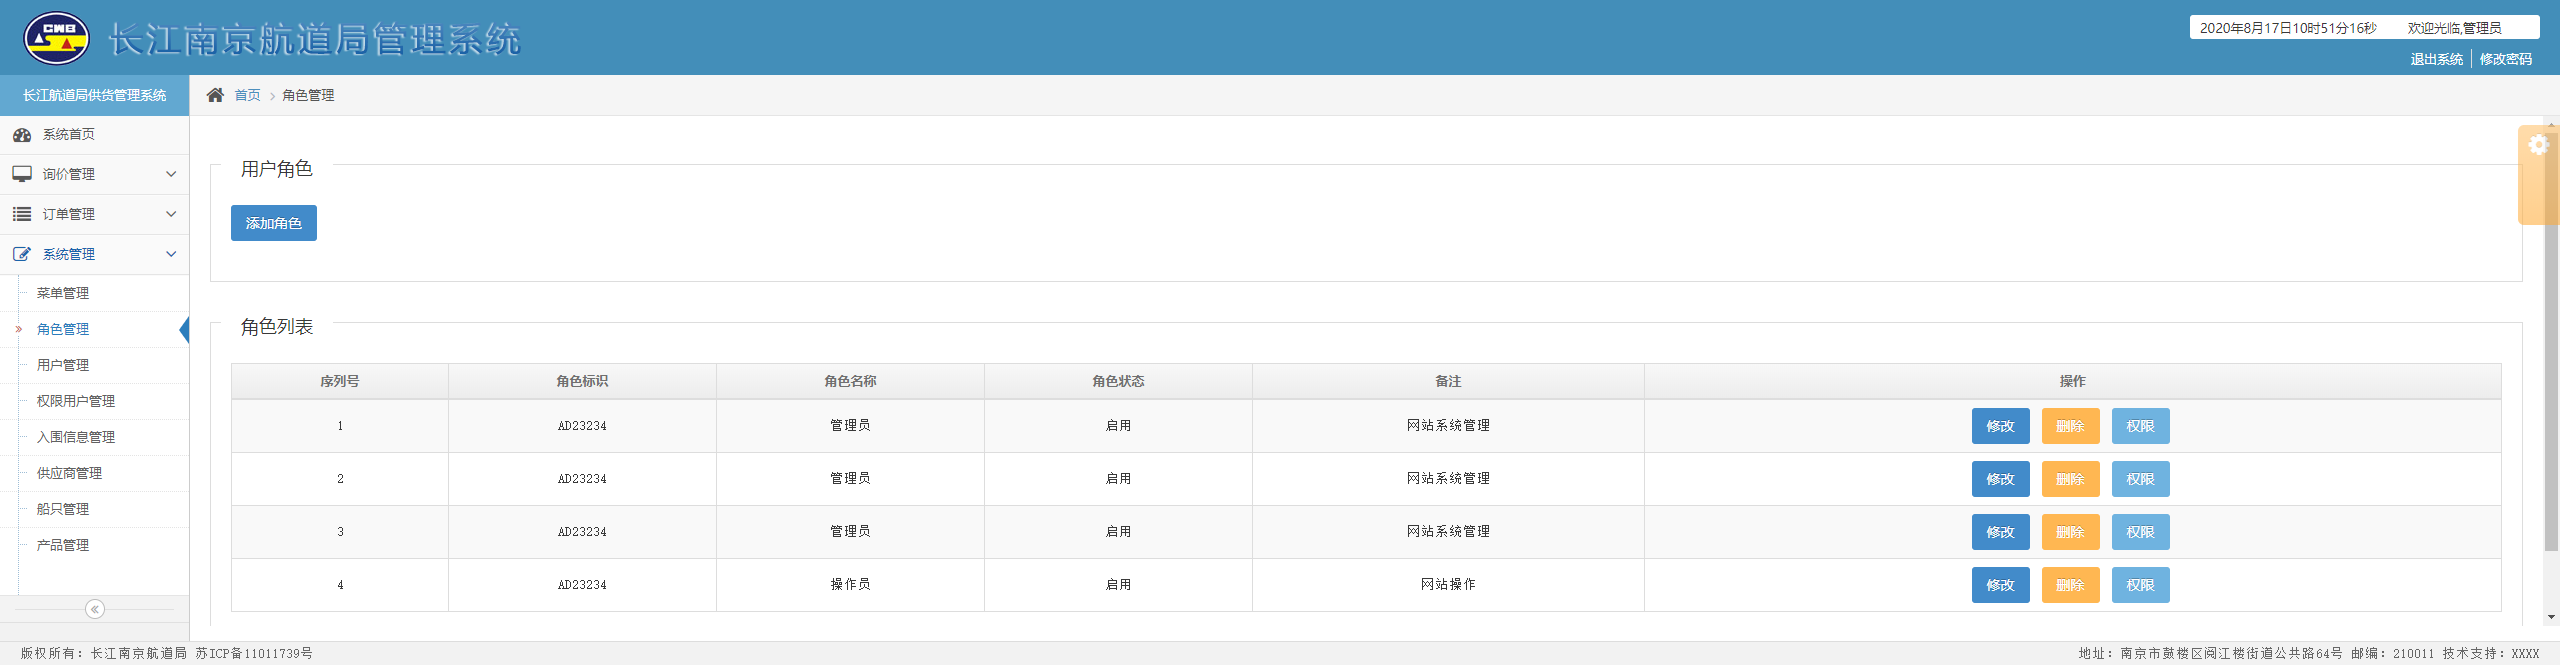 CWB 长江南京航道局管理系统
2020年8月17日10时51分16秒 欢迎光临,管理员
退出系统 修改密码
长江航道局供货管理系统
首页 角色管理
系统首页
询价管理
订单管理
系统管理
菜单管理
角色管理
用户管理
权限用户管理
入围信息管理
供应商管理
船只管理
产品管理
用户角色
添加角色
角色列表
序列号 角色标识 角色名称 角色状态 备注 操作
1 AD23234 管理员 启用 网站系统管理 修改 删除 权限
2 AD23234 管理员 启用 网站系统管理 修改 删除 权限
3 AD23234 管理员 启用 网站系统管理 修改 删除 权限
4 AD23234 操作员 启用 网站操作 修改 删除 权限
版权所有：长江南京航道局 苏ICP备11011739号
地址：南京市鼓楼区阅江楼街道公共路64号 邮编：210011 技术支持：XXXX